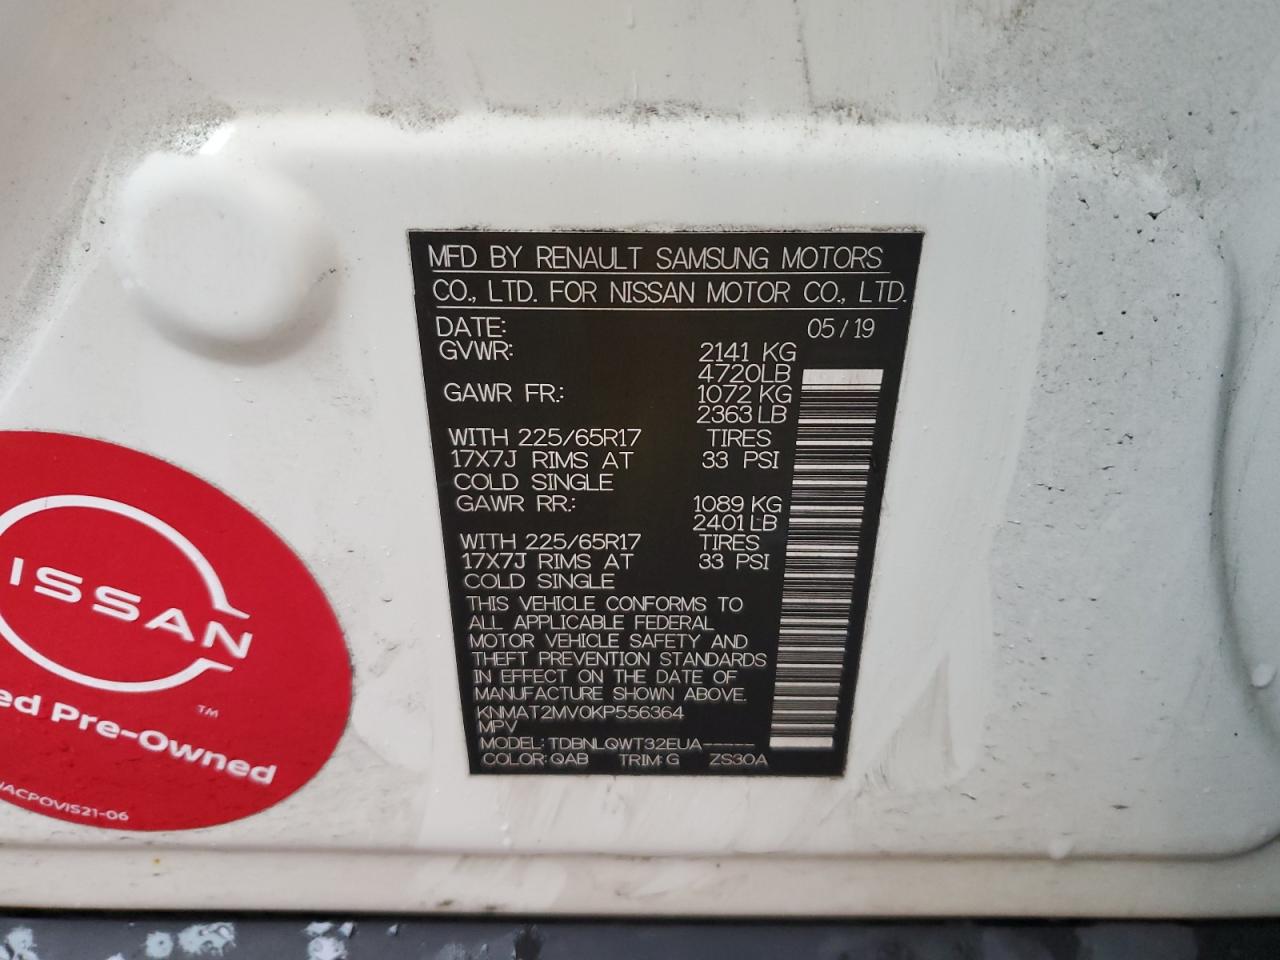 MFD BY RENAULT SAMSUNG MOTORS
CO., LTD. FOR NISSAN MOTOR CO., LTD.
DATE: 05/19
GVWR: 2141 KG
4720LB
GAWR FR.: 1072 KG
2363 LB
WITH 225/65R17 TIRES
17X7J RIMS AT 33 PSI
COLD SINGLE
GAWR RR.: 1089 KG
2401 LB
WITH 225/65R17 TIRES
17X7J RIMS AT 33 PSI
COLD SINGLE
THIS VEHICLE CONFORMS TO
ALL APPLICABLE FEDERAL
MOTOR VEHICLE SAFETY AND
THEFT PREVENTION STANDARDS
IN EFFECT ON THE DATE OF
MANUFACTURE SHOWN ABOVE.
KNMAT2MV0KP556364
MPV
MODEL: TDBNLQWT32EUA-----
COLOR: QAB TRIM: G ZS30A
ISSAN
TM
ed Pre-Owned
ACPOVIS21-06